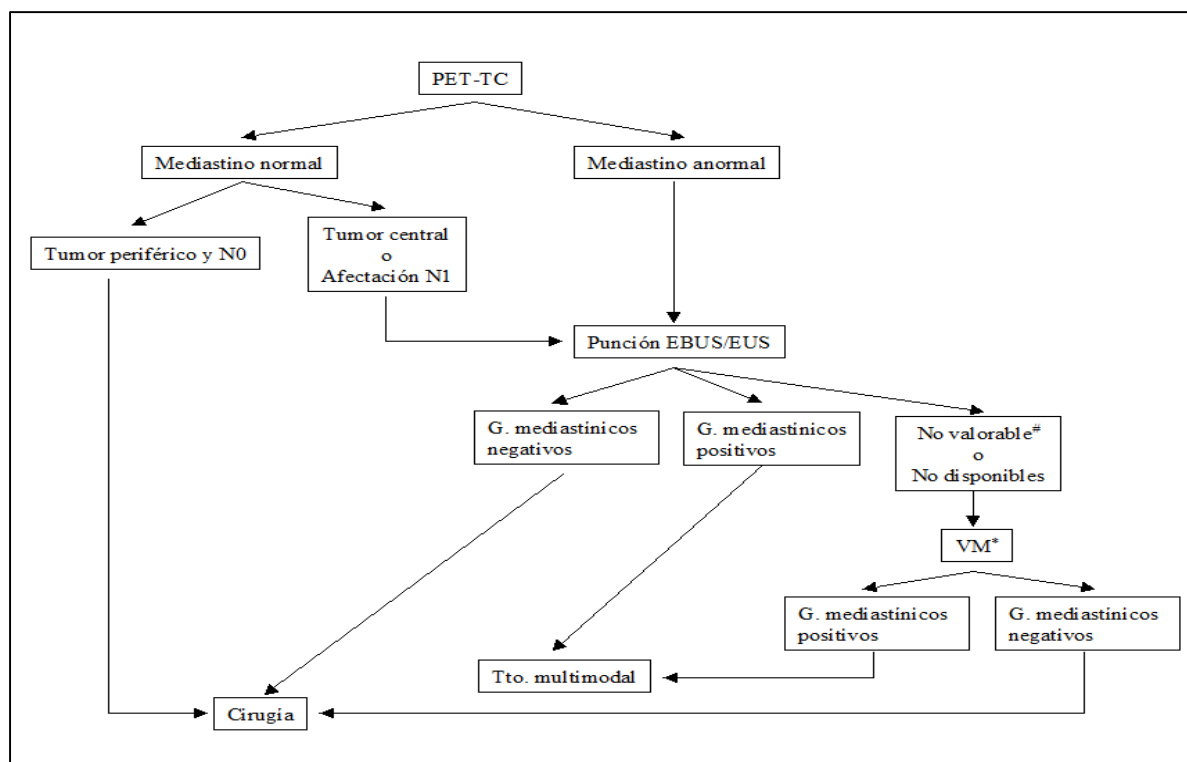 PET-TC
Mediastino normal
Mediastino anormal
Tumor periférico y N0
Tumor central
o
Afectación N1
Punción EBUS/EUS
G. mediastínicos
negativos
G. mediastínicos
positivos
No valorable#
o
No disponibles
VM*
G. mediastínicos
positivos
G. mediastínicos
negativos
Tto. multimodal
Cirugía